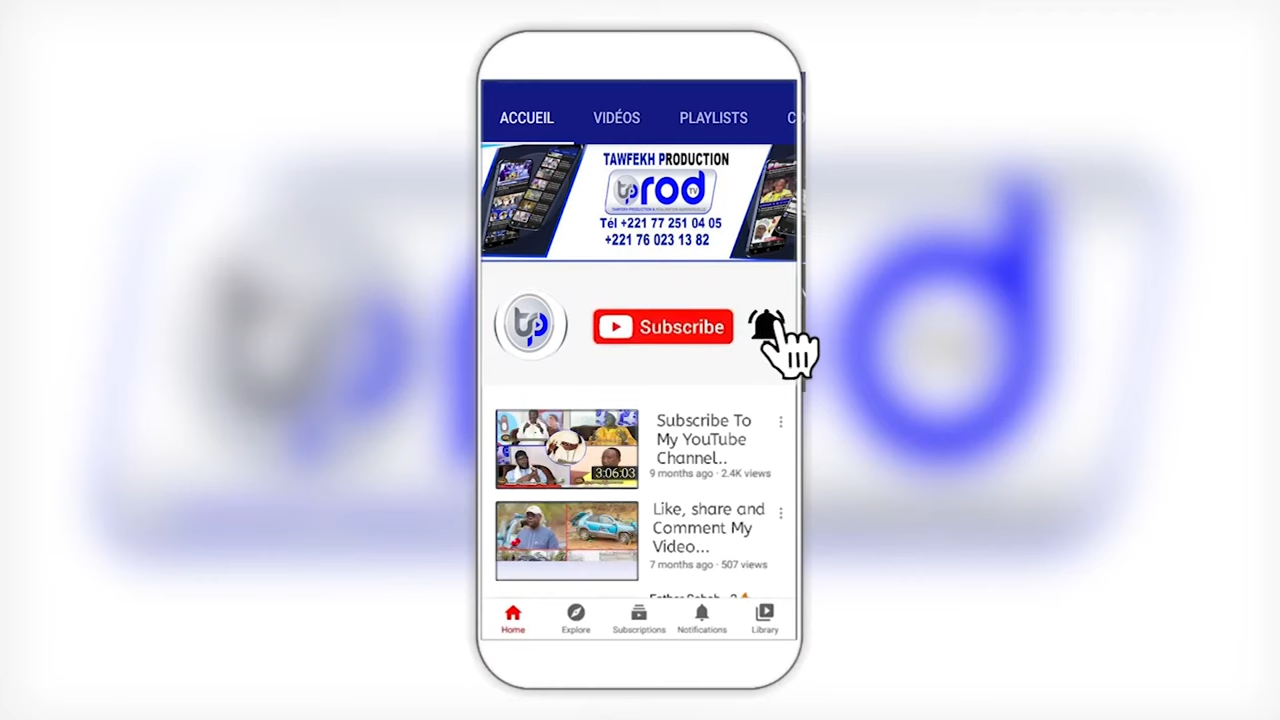 ACCUEIL VIDÉOS PLAYLISTS
TAWFEKH PRODUCTION
tprod TV
Tél +221 77 251 04 05
+221 76 023 13 82
tp
Subscribe
Subscribe To
My YouTube
Channel..
9 months ago · 2.4K views
3:06:03
Like, share and
Comment My
Video...
7 months ago · 507 views
Home Explore Subscriptions Notifications Library